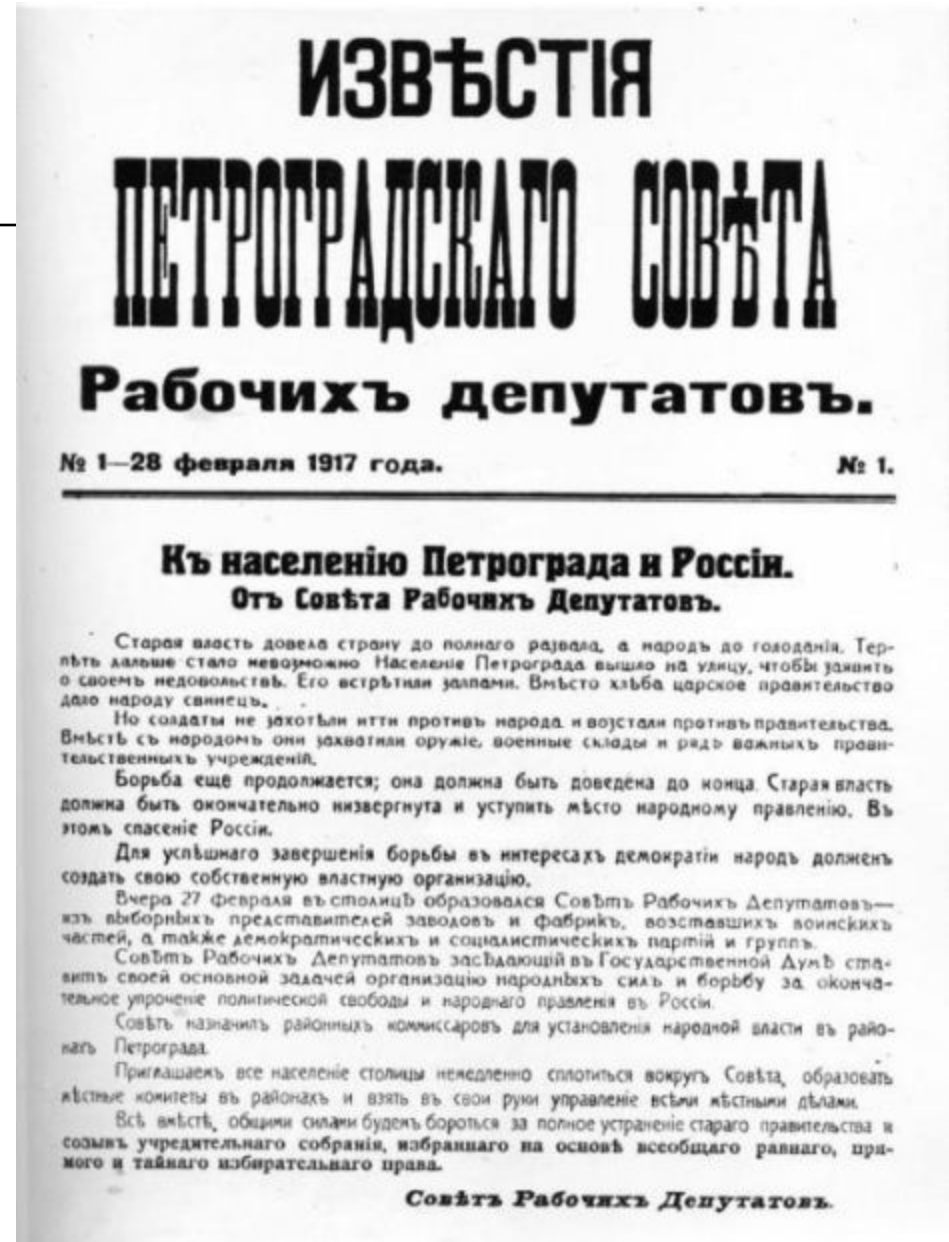 ИЗВѢСТІЯ
ПЕТРОГРАДСКАГО СОВѢТА
Рабочихъ депутатовъ.
№ 1—28 февраля 1917 года. № 1.
Къ населенію Петрограда и Россіи.
Отъ Совѣта Рабочихъ Депутатовъ.
Старая власть довела страну до полнаго развала, а народъ до голоданія. Тер-
пѣть дальше стало невозможно Населеніе Петрограда вышло на улицу, чтобы заявить
о своемъ недовольствѣ. Его встрѣтили залпами. Вмѣсто хлѣба царское правительство
дало народу свинецъ.
Но солдаты не захотѣли итти противъ народа и возстали противъ правительства.
Вмѣстѣ съ народомъ они захватили оружіе, военные склады и рядъ важныхъ прави-
тельственныхъ учрежденій.
Борьба еще продолжается; она должна быть доведена до конца. Старая власть
должна быть окончательно низвергнута и уступить мѣсто народному правленію. Въ
этомъ спасеніе Россіи.
Для успѣшнаго завершенія борьбы въ интересахъ демократіи народъ долженъ
создать свою собственную властную организацію.
Вчера 27 февраля въ столицѣ образовался Совѣтъ Рабочихъ Депутатовъ—
изъ выборныхъ представителей заводов и фабрикъ, возставшихъ воинскихъ
частей, а также демократическихъ и соціалистическихъ партій и группъ.
Совѣтъ Рабочихъ Депутатовъ засѣдающій въ Государственной Думѣ ста-
витъ своей основной задачей организацію народныхъ силъ и борьбу за оконча-
тельное упроченіе политической свободы и народнаго правленія въ Россіи.
Совѣтъ назначилъ районныхъ коммиссаровъ для установленія народной власти въ райо-
нахъ Петрограда.
Приглашаемъ все населеніе столицы немедленно сплотиться вокругъ Совѣта, образовать
мѣстные комитеты въ районахъ и взять въ свои руки управленіе всѣми мѣстными дѣлами.
Всѣ вмѣстѣ, общими силами будемъ бороться за полное устраненіе стараго правительства и
созывъ учредительнаго собранія, избраннаго на основѣ всеобщаго равнаго, пря-
мого и тайнаго избирательнаго права.
Совѣтъ Рабочихъ Депутатовъ.